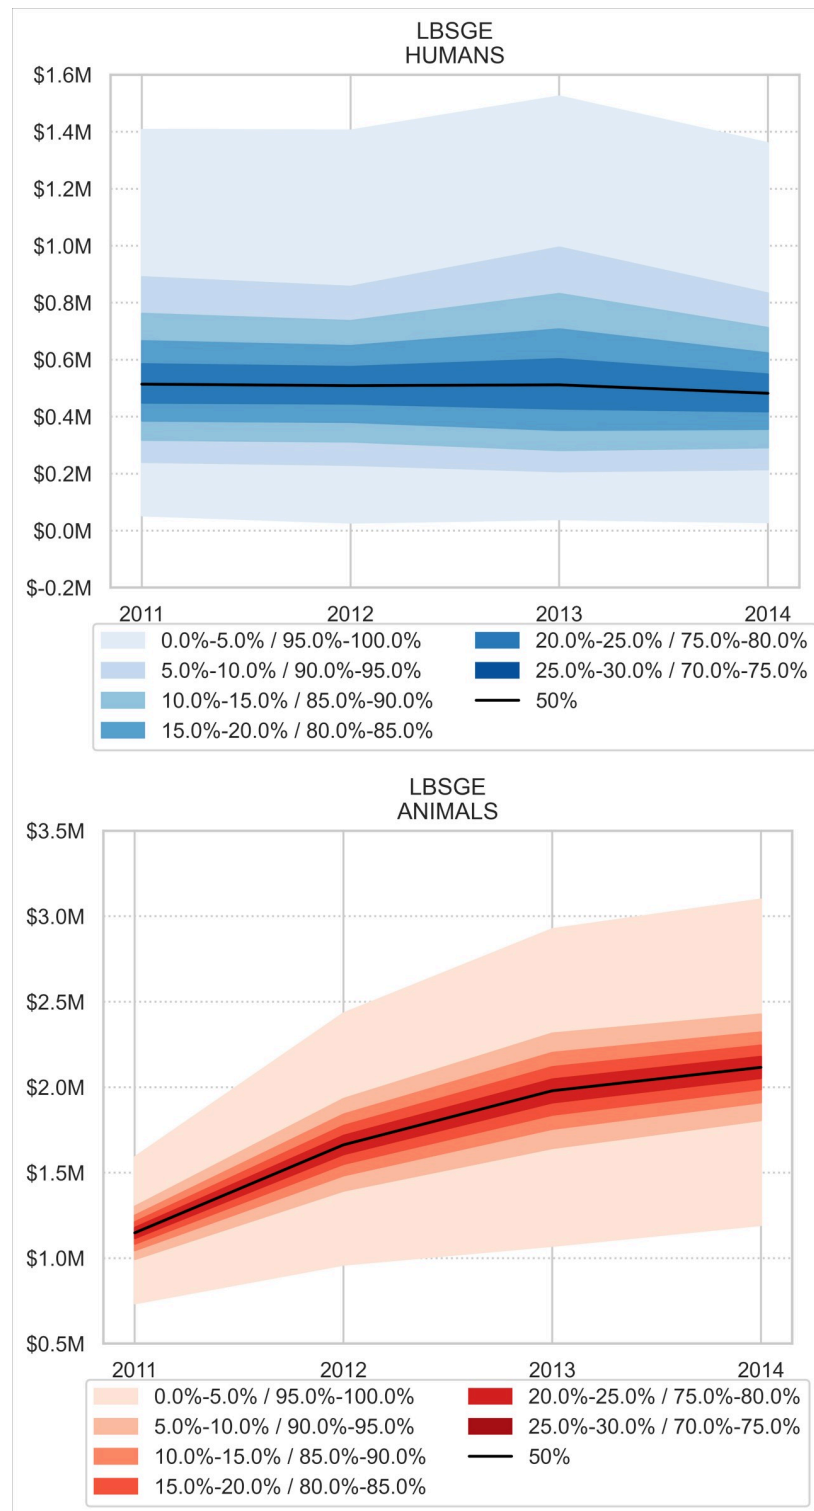 LBSGE
HUMANS
$1.6M
$1.4M
$1.2M
$1.0M
$0.8M
$0.6M
$0.4M
$0.2M
$0.0M
$-0.2M
2011 2012 2013 2014
0.0%-5.0% / 95.0%-100.0% 20.0%-25.0% / 75.0%-80.0%
5.0%-10.0% / 90.0%-95.0% 25.0%-30.0% / 70.0%-75.0%
10.0%-15.0% / 85.0%-90.0% 50%
15.0%-20.0% / 80.0%-85.0%
LBSGE
ANIMALS
$3.5M
$3.0M
$2.5M
$2.0M
$1.5M
$1.0M
$0.5M
2011 2012 2013 2014
0.0%-5.0% / 95.0%-100.0% 20.0%-25.0% / 75.0%-80.0%
5.0%-10.0% / 90.0%-95.0% 25.0%-30.0% / 70.0%-75.0%
10.0%-15.0% / 85.0%-90.0% 50%
15.0%-20.0% / 80.0%-85.0%